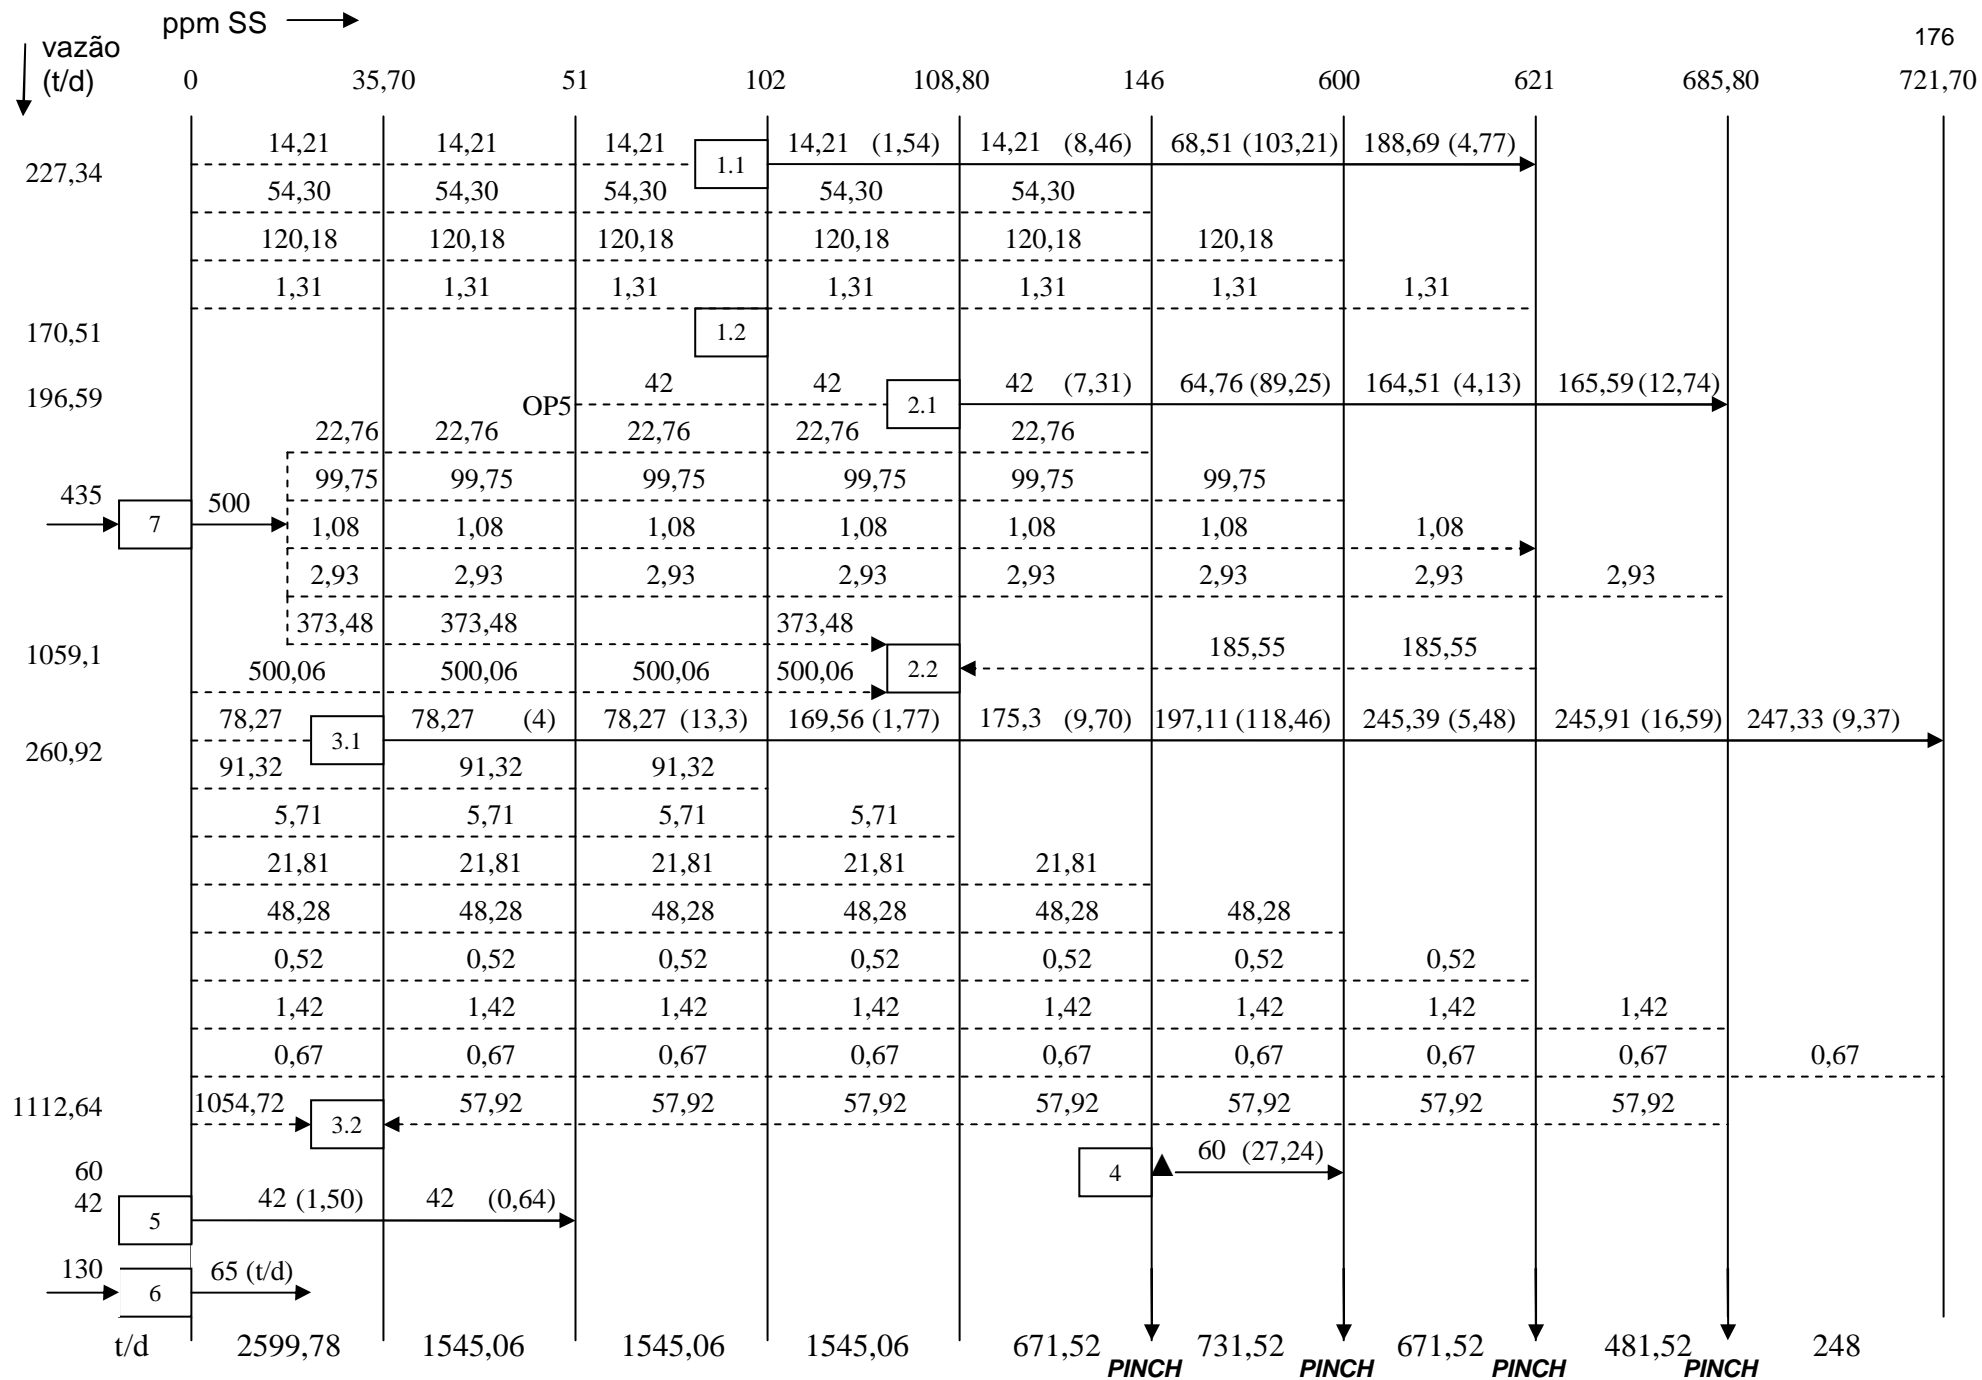 ppm SS
vazão 176
(t/d) 0 35,70 51 102 108,80 146 600 621 685,80 721,70
14,21 14,21 14,21 14,21 (1,54) 14,21 (8,46) 68,51 (103,21) 188,69 (4,77)
227,34 1.1
54,30 54,30 54,30 54,30 54,30
120,18 120,18 120,18 120,18 120,18 120,18
1,31 1,31 1,31 1,31 1,31 1,31 1,31
170,51 1.2
42 42 42 (7,31) 64,76 (89,25) 164,51 (4,13) 165,59 (12,74)
196,59 OP5 2.1
22,76 22,76 22,76 22,76 22,76
99,75 99,75 99,75 99,75 99,75 99,75
435 7 500
1,08 1,08 1,08 1,08 1,08 1,08 1,08
2,93 2,93 2,93 2,93 2,93 2,93 2,93 2,93
373,48 373,48 373,48
1059,1 2.2 185,55 185,55
500,06 500,06 500,06 500,06
78,27 78,27 (4) 78,27 (13,3) 169,56 (1,77) 175,3 (9,70) 197,11 (118,46) 245,39 (5,48) 245,91 (16,59) 247,33 (9,37)
260,92 3.1
91,32 91,32 91,32
5,71 5,71 5,71 5,71
21,81 21,81 21,81 21,81 21,81
48,28 48,28 48,28 48,28 48,28 48,28
0,52 0,52 0,52 0,52 0,52 0,52 0,52
1,42 1,42 1,42 1,42 1,42 1,42 1,42 1,42
0,67 0,67 0,67 0,67 0,67 0,67 0,67 0,67 0,67
1112,64 1054,72 3.2 57,92 57,92 57,92 57,92 57,92 57,92 57,92
60 4 60 (27,24)
42 5 42 (1,50) 42 (0,64)
130 6 65 (t/d)
t/d 2599,78 1545,06 1545,06 1545,06 671,52 731,52 671,52 481,52 248
PINCH PINCH PINCH PINCH